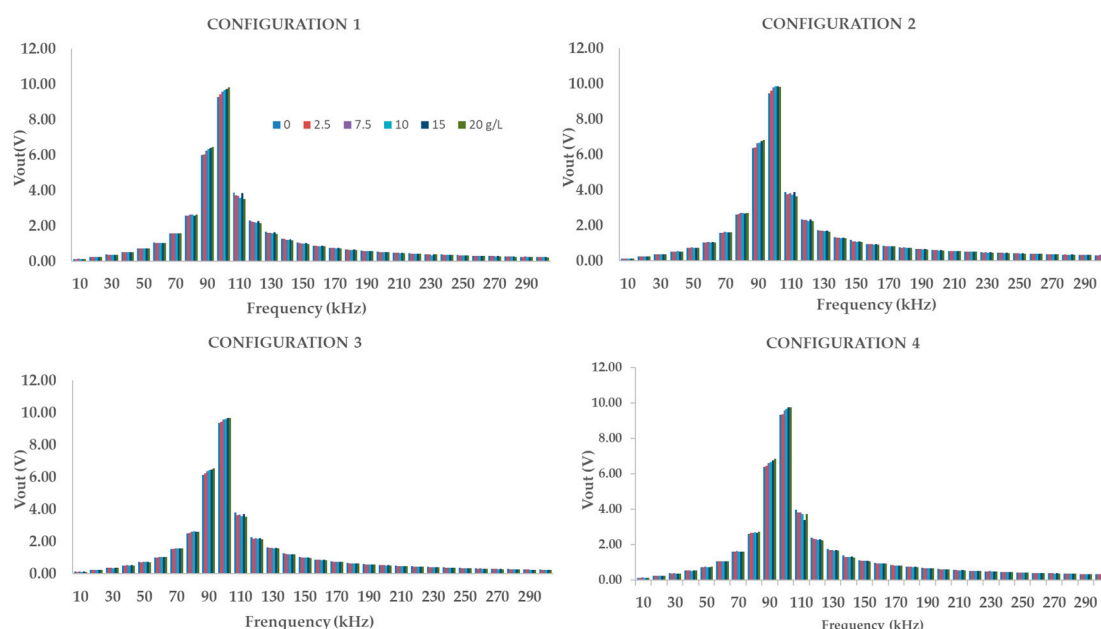 CONFIGURATION 1
12.00
10.00
8.00
6.00
4.00
2.00
0.00
Vout(V)
0 2.5 7.5 10 15 20 g/L
10 30 50 70 90 110 130 150 170 190 210 230 250 270 290
Frequency (kHz)
CONFIGURATION 2
12.00
10.00
8.00
6.00
4.00
2.00
0.00
Vout (V)
10 30 50 70 90 110 130 150 170 190 210 230 250 270 290
Frequency (kHz)
CONFIGURATION 3
12.00
10.00
8.00
6.00
4.00
2.00
0.00
Vout (V)
10 30 50 70 90 110 130 150 170 190 210 230 250 270 290
Frenquency (kHz)
CONFIGURATION 4
12.00
10.00
8.00
6.00
4.00
2.00
0.00
Vout (V)
10 30 50 70 90 110 130 150 170 190 210 230 250 270 290
Frequency (kHz)